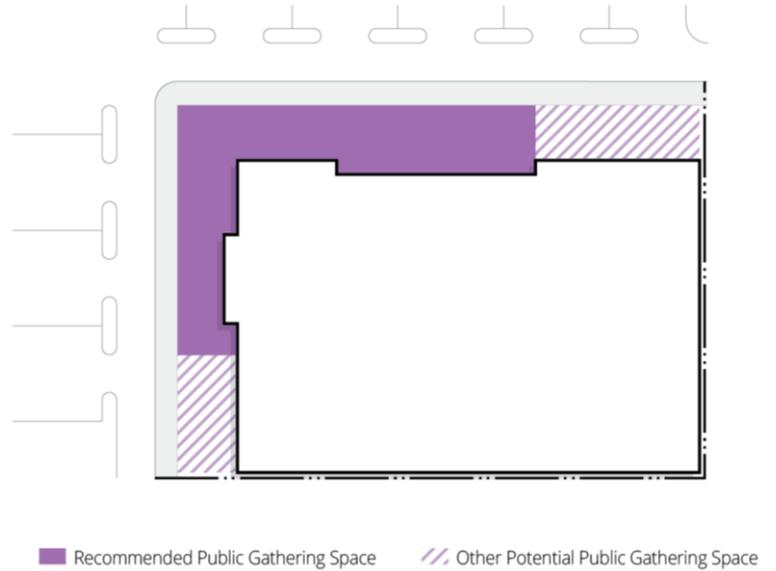 Recommended Public Gathering Space
Other Potential Public Gathering Space